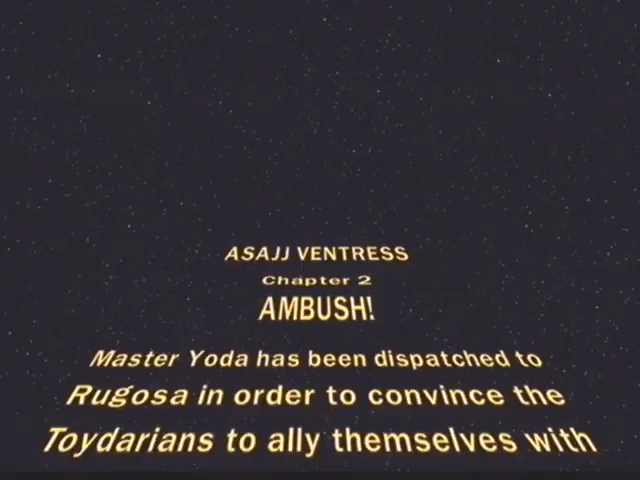 ASAJJ VENTRESS
Chapter 2
AMBUSH!
Master Yoda has been dispatched to
Rugosa in order to convince the
Toydarians to ally themselves with